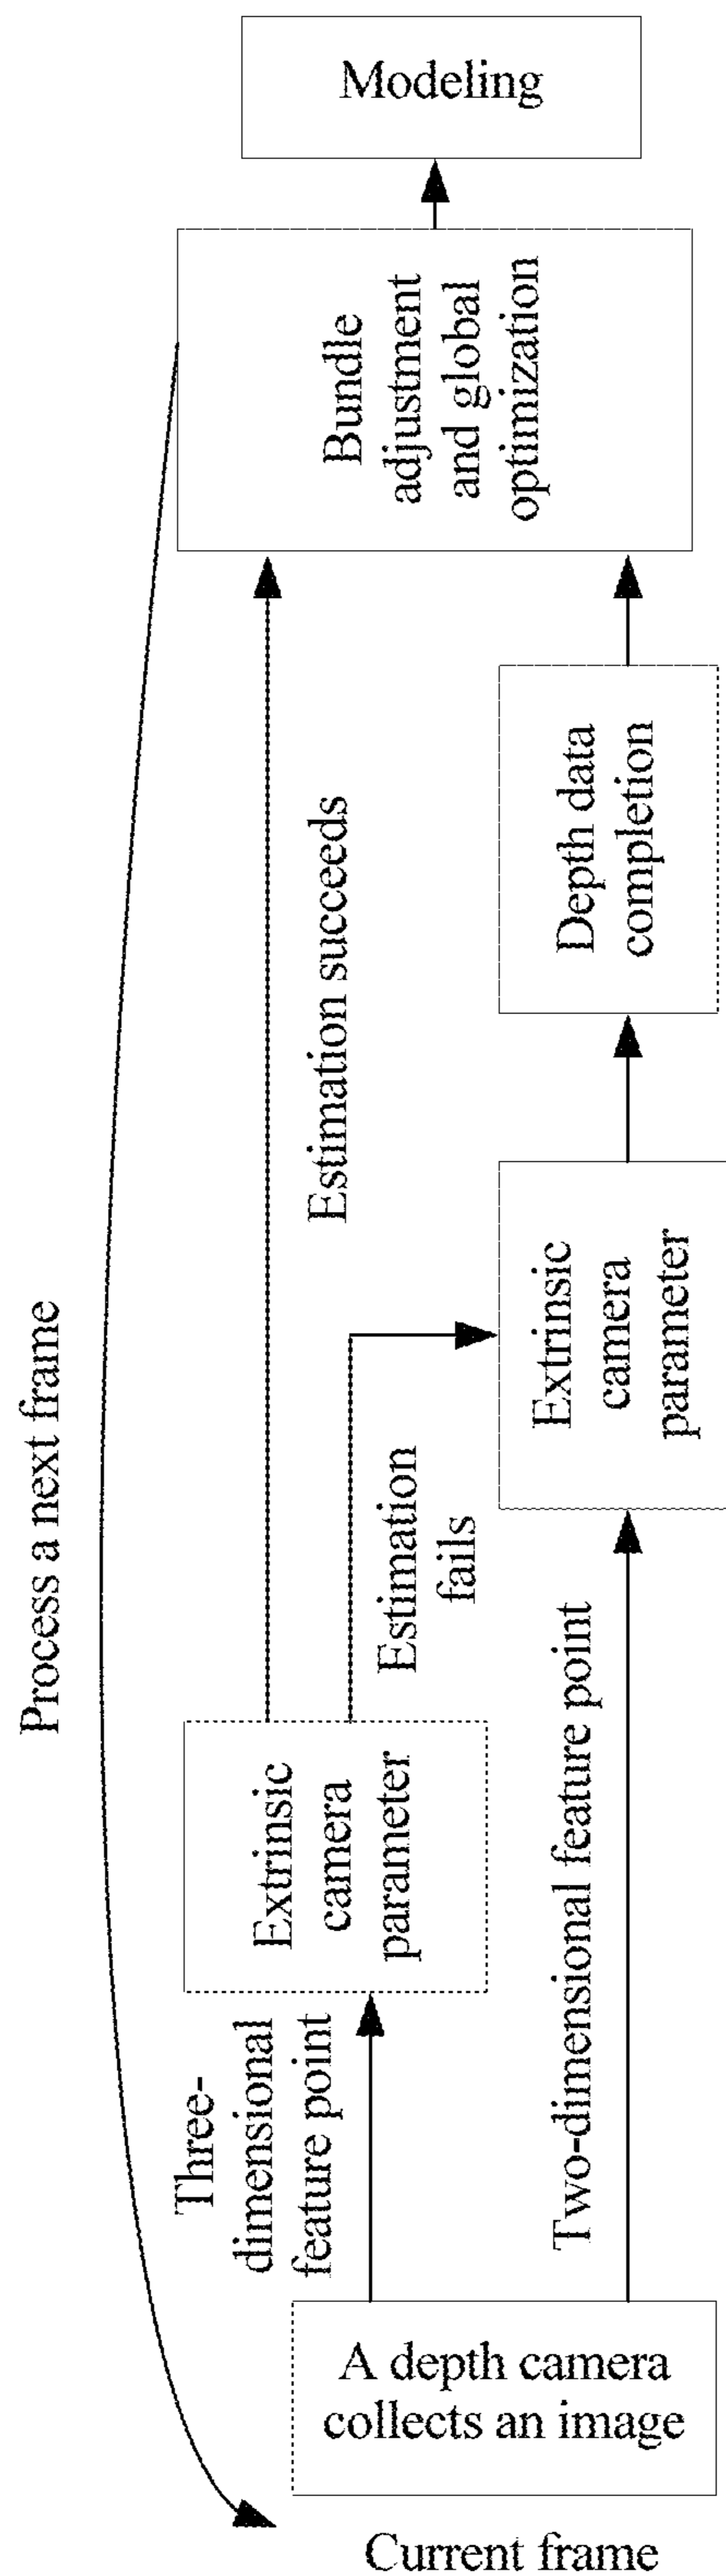 Modeling
Bundle
adjustment
and global
optimization
Depth data
completion
Estimation succeeds
Extrinsic
camera
parameter
Process a next frame
Estimation
fails
Extrinsic
camera
parameter
Two-dimensional feature point
Three-
dimensional
feature point
A depth camera
collects an image
Current frame